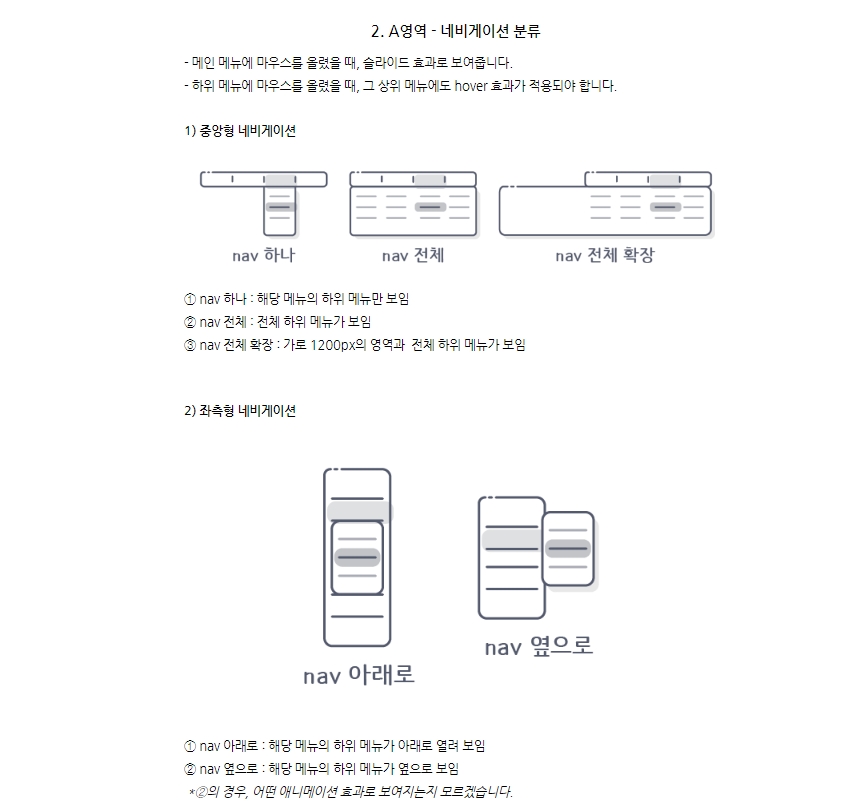 2. A영역 - 네비게이션 분류
- 메인 메뉴에 마우스를 올렸을 때, 슬라이드 효과로 보여줍니다.
- 하위 메뉴에 마우스를 올렸을 때, 그 상위 메뉴에도 hover 효과가 적용되야 합니다.
1) 중앙형 네비게이션
nav 하나 nav 전체 nav 전체 확장
① nav 하나 : 해당 메뉴의 하위 메뉴만 보임
② nav 전체 : 전체 하위 메뉴가 보임
③ nav 전체 확장 : 가로 1200px의 영역과 전체 하위 메뉴가 보임
2) 좌측형 네비게이션
nav 아래로
nav 옆으로
① nav 아래로 : 해당 메뉴의 하위 메뉴가 아래로 열려 보임
② nav 옆으로 : 해당 메뉴의 하위 메뉴가 옆으로 보임
*②의 경우, 어떤 애니메이션 효과로 보여지는지 모르겠습니다.